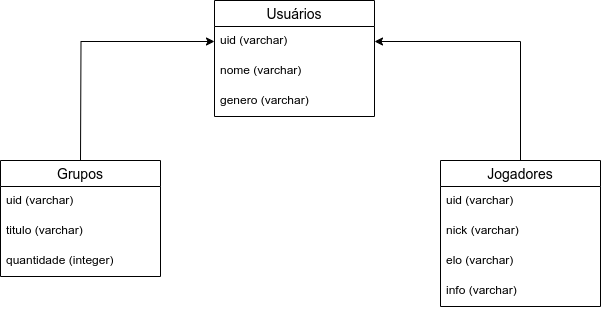 Usuários
uid (varchar)
nome (varchar)
genero (varchar)
Grupos
uid (varchar)
titulo (varchar)
quantidade (integer)
Jogadores
uid (varchar)
nick (varchar)
elo (varchar)
info (varchar)